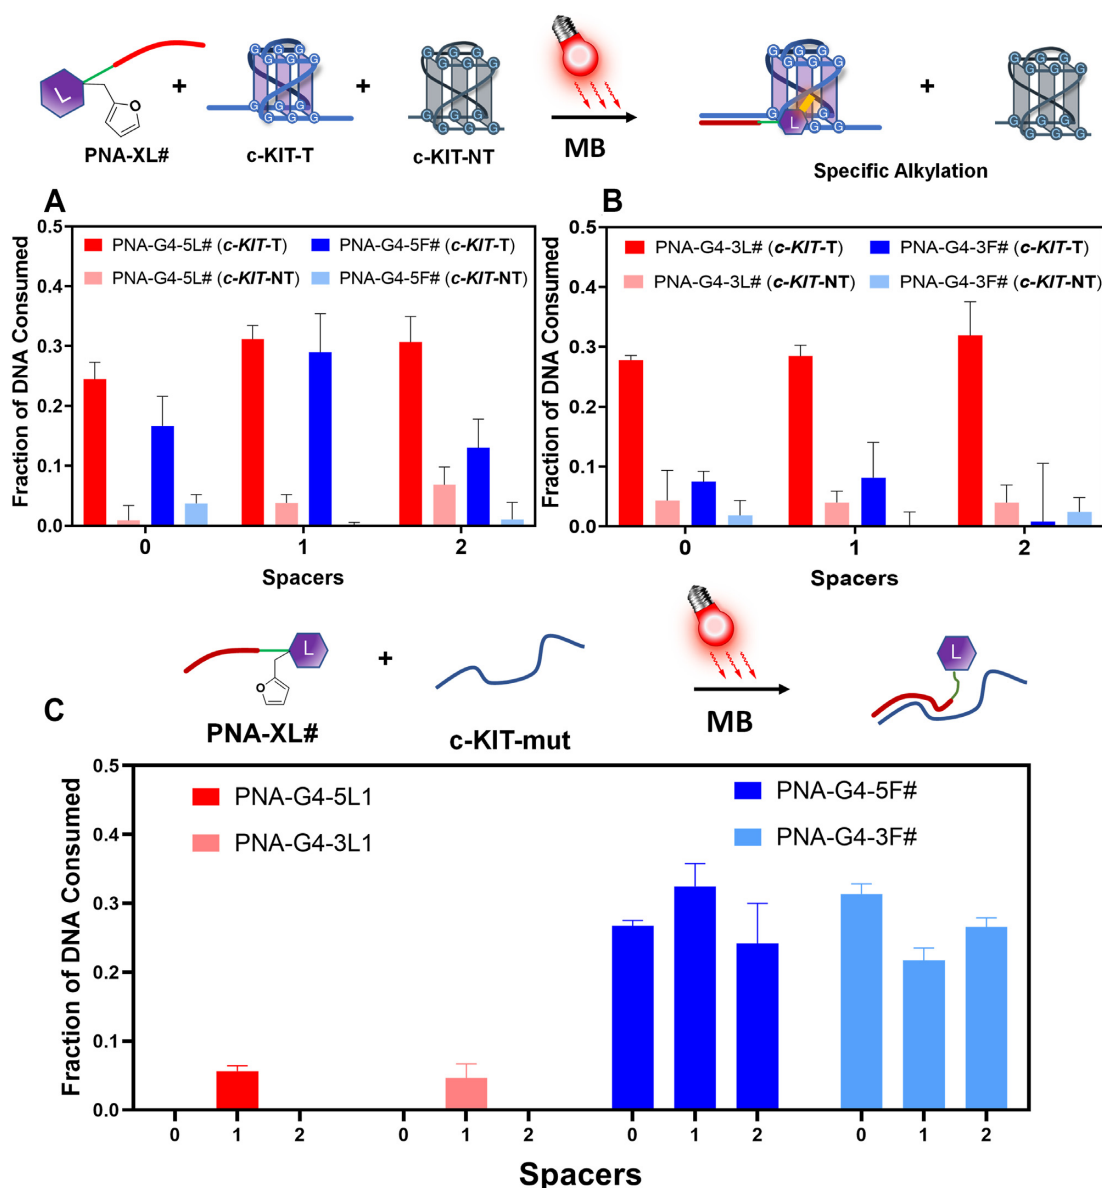 L
O
PNA-XL#
+
G G G G G G G G G G G G
c-KIT-T
+
G G G G G G G G G G G G
c-KIT-NT
MB
G G G G G G G G G G
L
+
G G G G G G G G G G G G
Specific Alkylation
A
PNA-G4-5L# (c-KIT-T)
PNA-G4-5F# (c-KIT-T)
PNA-G4-5L# (c-KIT-NT)
PNA-G4-5F# (c-KIT-NT)
Fraction of DNA Consumed
0.5
0.4
0.3
0.2
0.1
0.0
0 1 2
Spacers
B
PNA-G4-3L# (c-KIT-T)
PNA-G4-3F# (c-KIT-T)
PNA-G4-3L# (c-KIT-NT)
PNA-G4-3F# (c-KIT-NT)
Fraction of DNA Consumed
0.5
0.4
0.3
0.2
0.1
0.0
0 1 2
Spacers
L
O
PNA-XL#
+
c-KIT-mut
MB
L
C
PNA-G4-5L1
PNA-G4-3L1
PNA-G4-5F#
PNA-G4-3F#
Fraction of DNA Consumed
0.5
0.4
0.3
0.2
0.1
0.0
0 1 2 0 1 2 0 1 2 0 1 2
Spacers